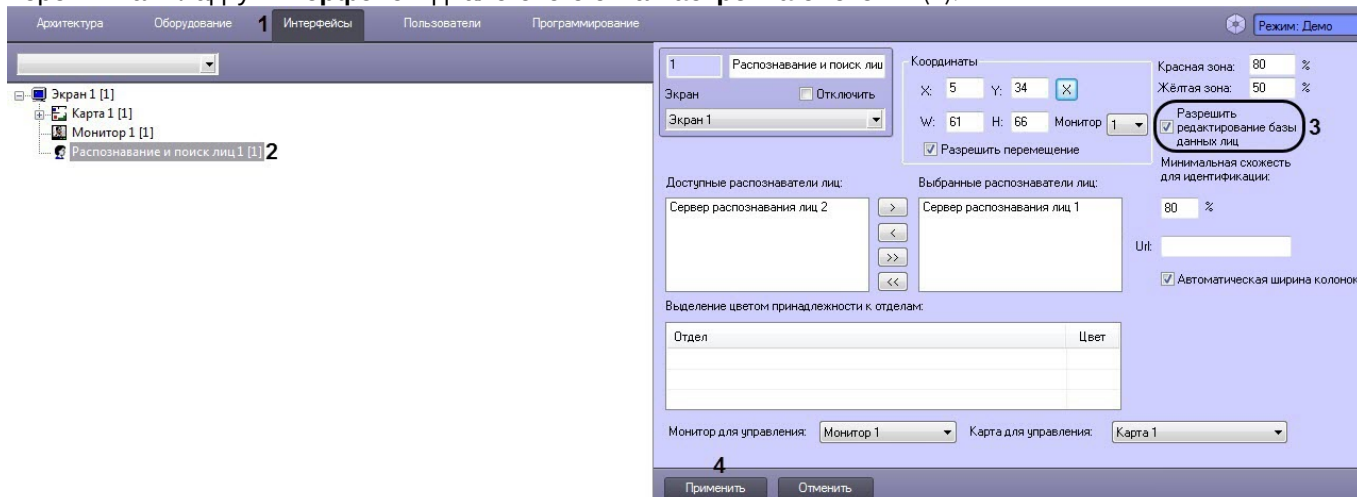 Архитектура Оборудование 1 Интерфейсы Пользователи Программирование Режим: Демо
Экран 1 [1]
Карта 1 [1]
Монитор 1 [1]
Распознавание и поиск лиц 1 [1] 2
1 Распознавание и поиск лиц
Экран Отключить
Экран 1
Координаты
X: 5 Y: 34 X
W: 61 H: 66 Монитор 1
Разрешить перемещение
Красная зона: 80 %
Жёлтая зона: 50 %
Разрешить
редактирование базы 3
данных лиц
Минимальная схожесть
для идентификации:
80 %
Url:
Автоматическая ширина колонок
Доступные распознаватели лиц: Выбранные распознаватели лиц:
Сервер распознавания лиц 2 > Сервер распознавания лиц 1
<
>>
<<
Выделение цветом принадлежности к отделам:
Отдел Цвет
Монитор для управления: Монитор 1 Карта для управления: Карта 1
4
Применить Отменить